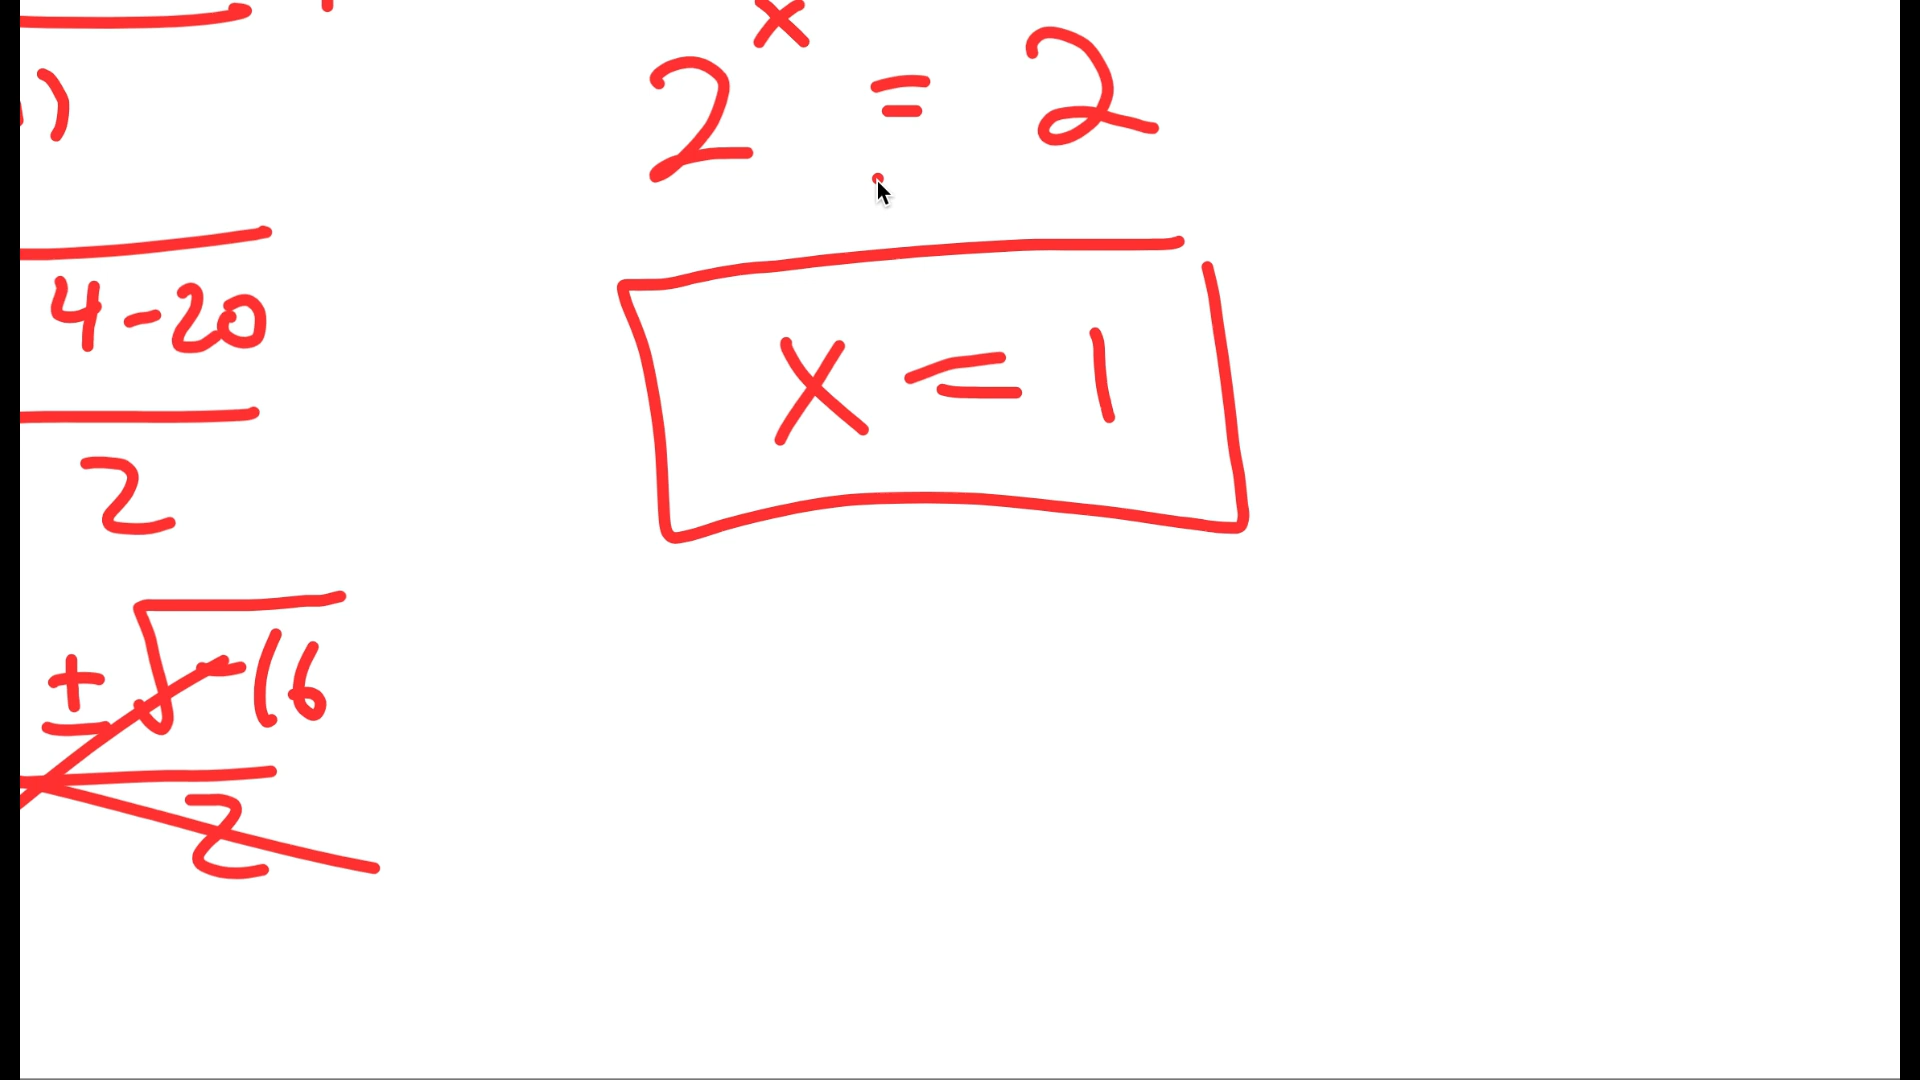 )
4-20
2
± √-16
2
2^x = 2
x = 1